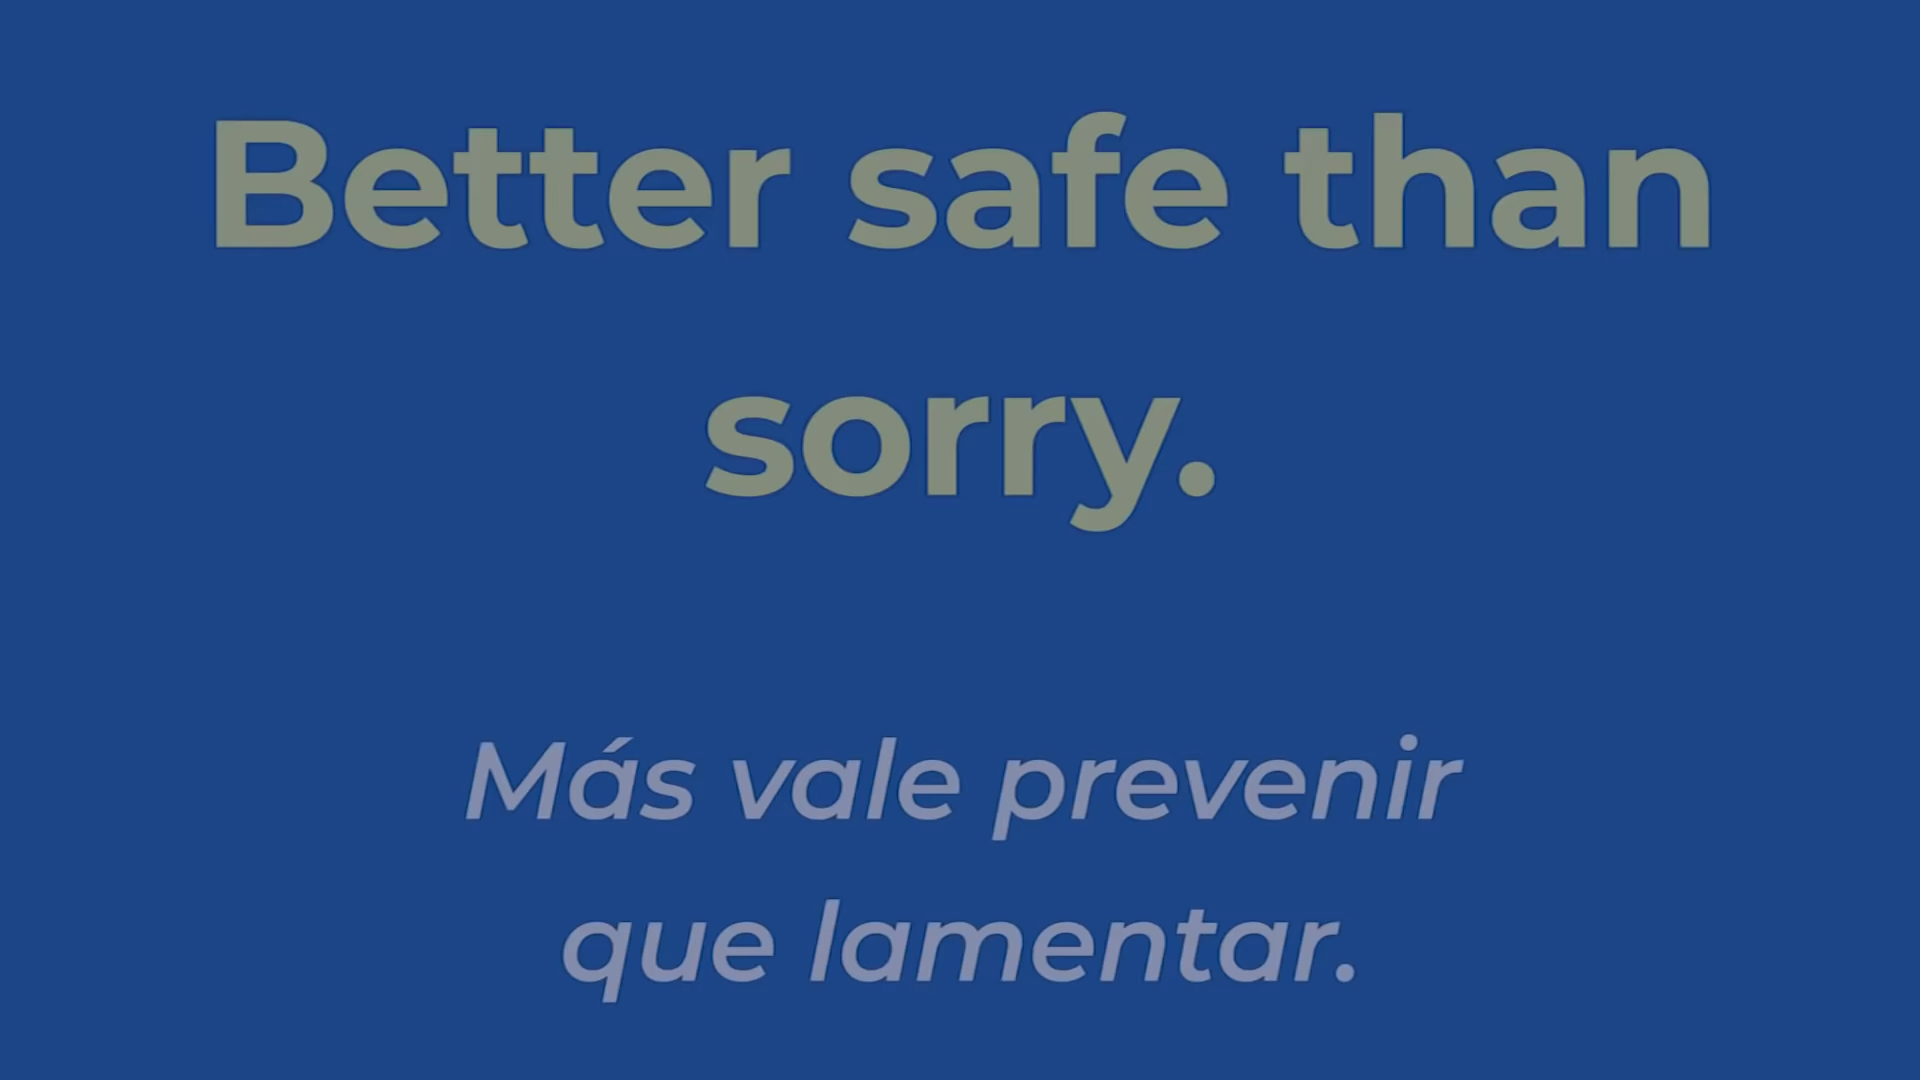 Better safe than
sorry.
Más vale prevenir
que lamentar.